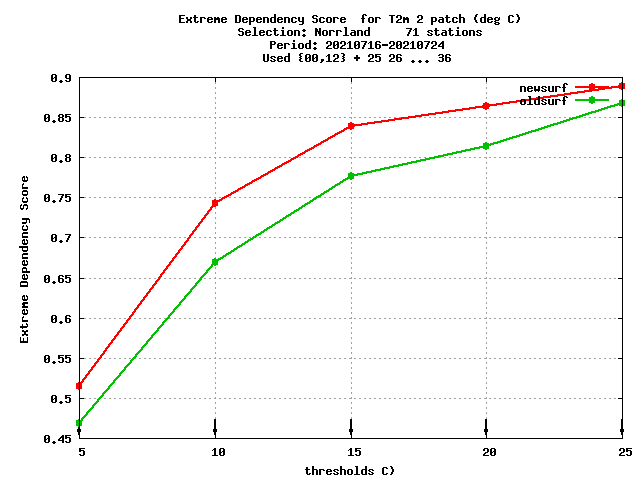 Extreme Dependency Score  for T2m 2 patch (deg C)
Selection: Norrland     71 stations
Period: 20210716-20210724
Used {00,12} + 25 26 ... 36
0.9
newsurf
oldsurf
0.85
0.8
0.75
0.7
0.65
0.6
0.55
0.5
0.45
Extreme Dependency Score
5 10 15 20 25
thresholds C)